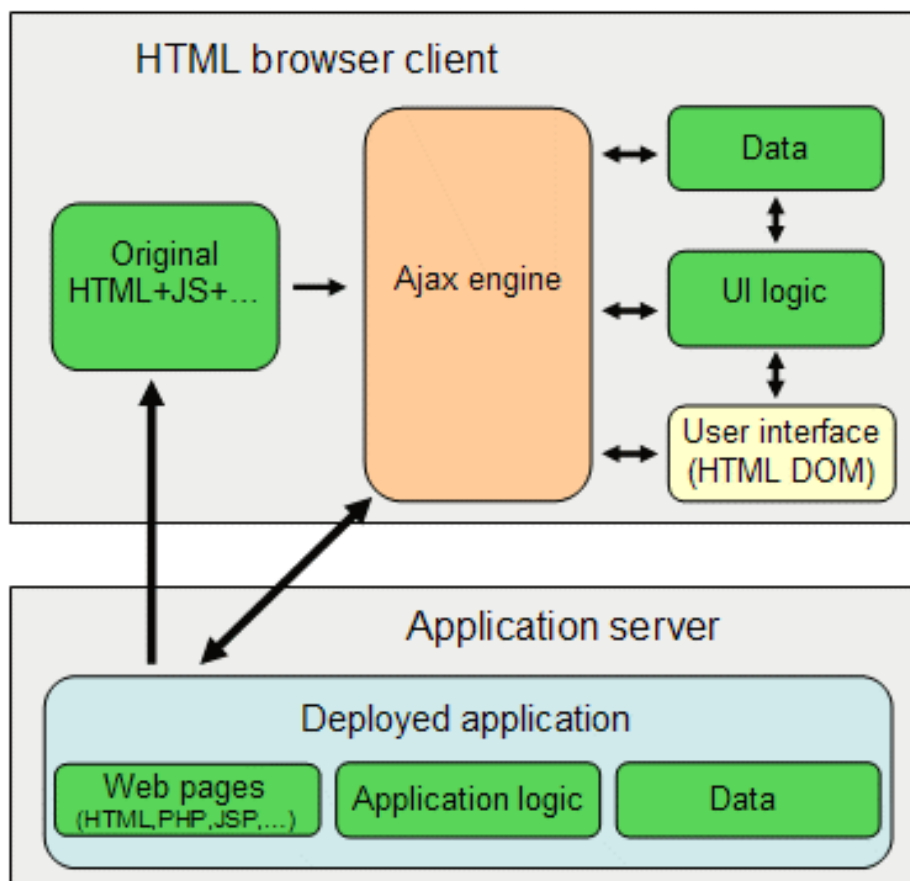 HTML browser client
Data
Original
HTML+JS+...
Ajax engine
UI logic
User interface
(HTML DOM)
Application server
Deployed application
Web pages
(HTML,PHP,JSP,...)
Application logic
Data